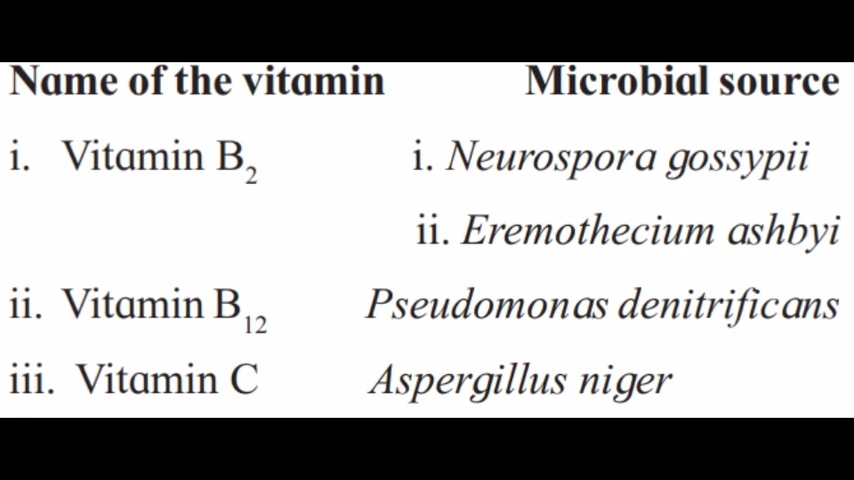 Name of the vitamin Microbial source
i. Vitamin B₂ i. Neurospora gossypii
ii. Eremothecium ashbyi
ii. Vitamin B₁₂ Pseudomonas denitrificans
iii. Vitamin C Aspergillus niger